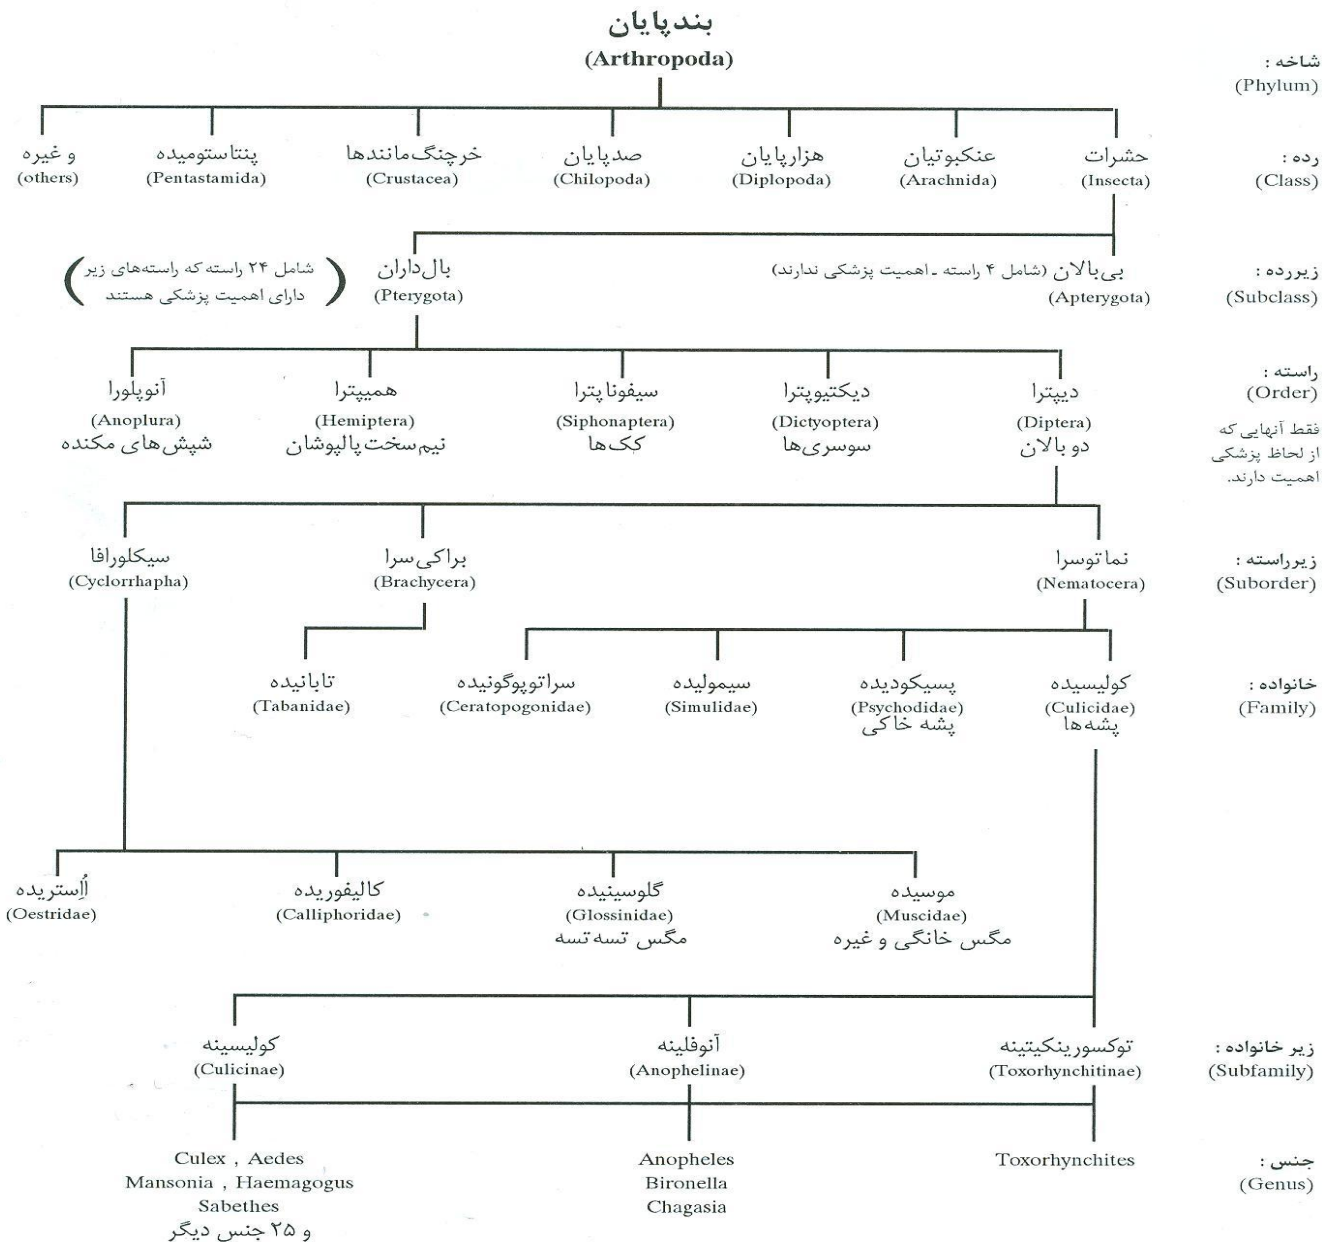 بندپایان
(Arthropoda)
شاخه :
(Phylum)
رده :
(Class)
حشرات
(Insecta)
عنکبوتیان
(Arachnida)
هزارپایان
(Diplopoda)
صدپایان
(Chilopoda)
خرچنگ‌مانندها
(Crustacea)
پنتاستومیده
(Pentastamida)
و غیره
(others)
زیررده :
(Subclass)
بی‌بالان (شامل ۴ راسته ـ اهمیت پزشکی ندارند)
(Apterygota)
بال‌داران
(Pterygota)
(شامل ۲۴ راسته که راسته‌های زیر
دارای اهمیت پزشکی هستند)
راسته :
(Order)
فقط آنهایی که
از لحاظ پزشکی
اهمیت دارند.
دیپترا
(Diptera)
دو بالان
دیکتیوپترا
(Dictyoptera)
سوسری‌ها
سیفوناپترا
(Siphonaptera)
کک‌ها
همیپترا
(Hemiptera)
نیم‌سخت‌پالپوشان
آنوپلورا
(Anoplura)
شپش‌های مکنده
زیرراسته :
(Suborder)
نماتوسرا
(Nematocera)
براکی‌سرا
(Brachycera)
سیکلورافا
(Cyclorrhapha)
خانواده :
(Family)
کولیسیده
(Culicidae)
پشه‌ها
پسیکودیده
(Psychodidae)
پشه خاکی
سیمولیده
(Simulidae)
سراتوپوگونیده
(Ceratopogonidae)
تابانیده
(Tabanidae)
موسیده
(Muscidae)
مگس خانگی و غیره
گلوسینیده
(Glossinidae)
مگس تسه‌تسه
کالیفوریده
(Calliphoridae)
اُاِستریده
(Oestridae)
زیر خانواده :
(Subfamily)
توکسورینکیتینه
(Toxorhynchitinae)
آنوفلینه
(Anophelinae)
کولیسینه
(Culicinae)
جنس :
(Genus)
Toxorhynchites
Anopheles
Bironella
Chagasia
Culex , Aedes
Mansonia , Haemagogus
Sabethes
و ۲۵ جنس دیگر